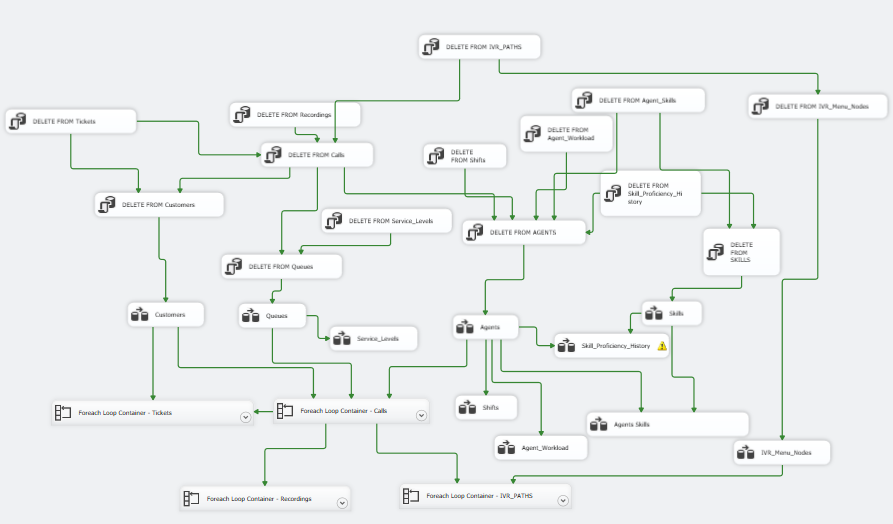 DELETE FROM IVR_PATHS
DELETE FROM Agent_Skills
DELETE FROM IVR_Menu_Nodes
DELETE FROM Recordings
DELETE FROM Tickets
DELETE FROM
Agent_Workload
DELETE FROM Calls
DELETE
FROM Shifts
DELETE FROM
Skill_Proficiency_Hi
story
DELETE FROM Customers
DELETE FROM Service_Levels
DELETE FROM AGENTS
DELETE
FROM
SKILLS
DELETE FROM Queues
Customers
Queues
Skills
Agents
Service_Levels
Skill_Proficiency_History
Foreach Loop Container - Tickets
Foreach Loop Container - Calls
Shifts
Agents Skills
Agent_Workload
IVR_Menu_Nodes
Foreach Loop Container - Recordings
Foreach Loop Container - IVR_PATHS